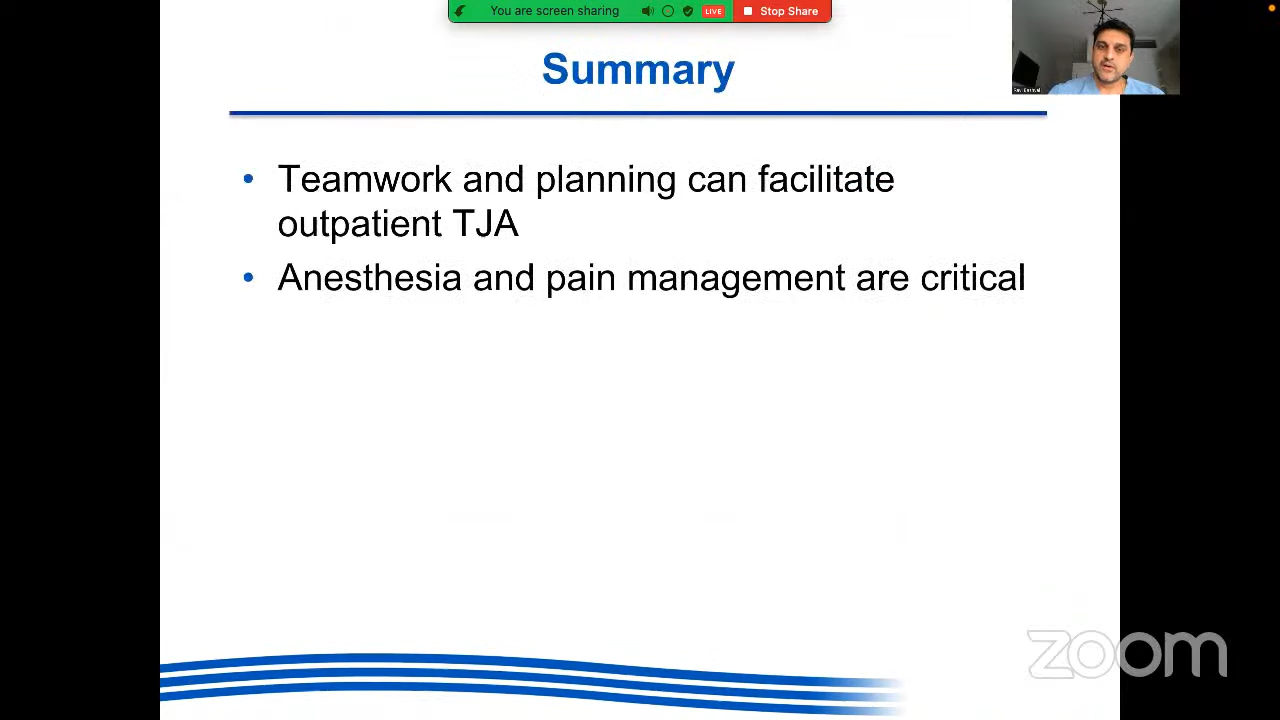 You are screen sharing
LIVE
Stop Share
Summary
• Teamwork and planning can facilitate
outpatient TJA
• Anesthesia and pain management are critical
zoom